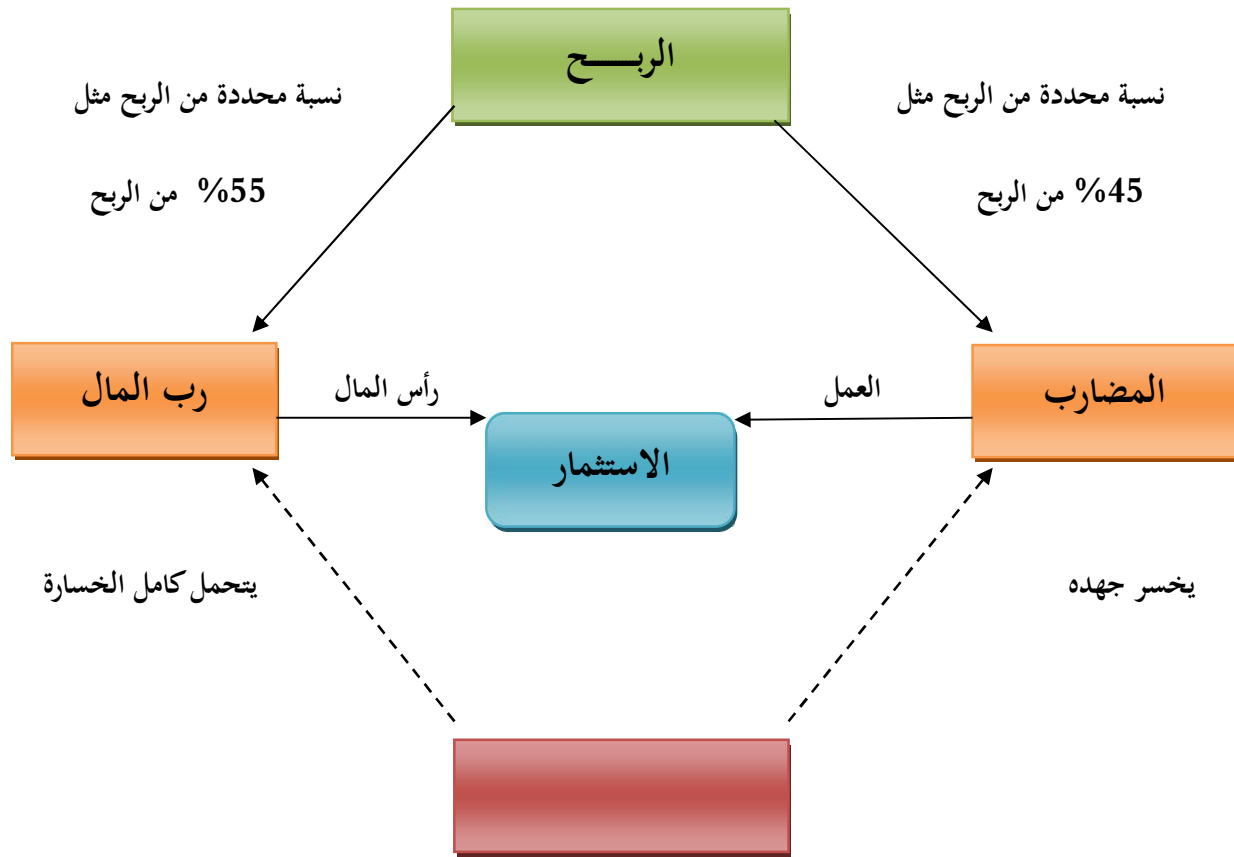 الربـــــح
نسبة محددة من الربح مثل
45% من الربح
نسبة محددة من الربح مثل
55% من الربح
المضارب
العمل
الاستثمار
رأس المال
رب المال
يخسر جهده
يتحمل كامل الخسارة